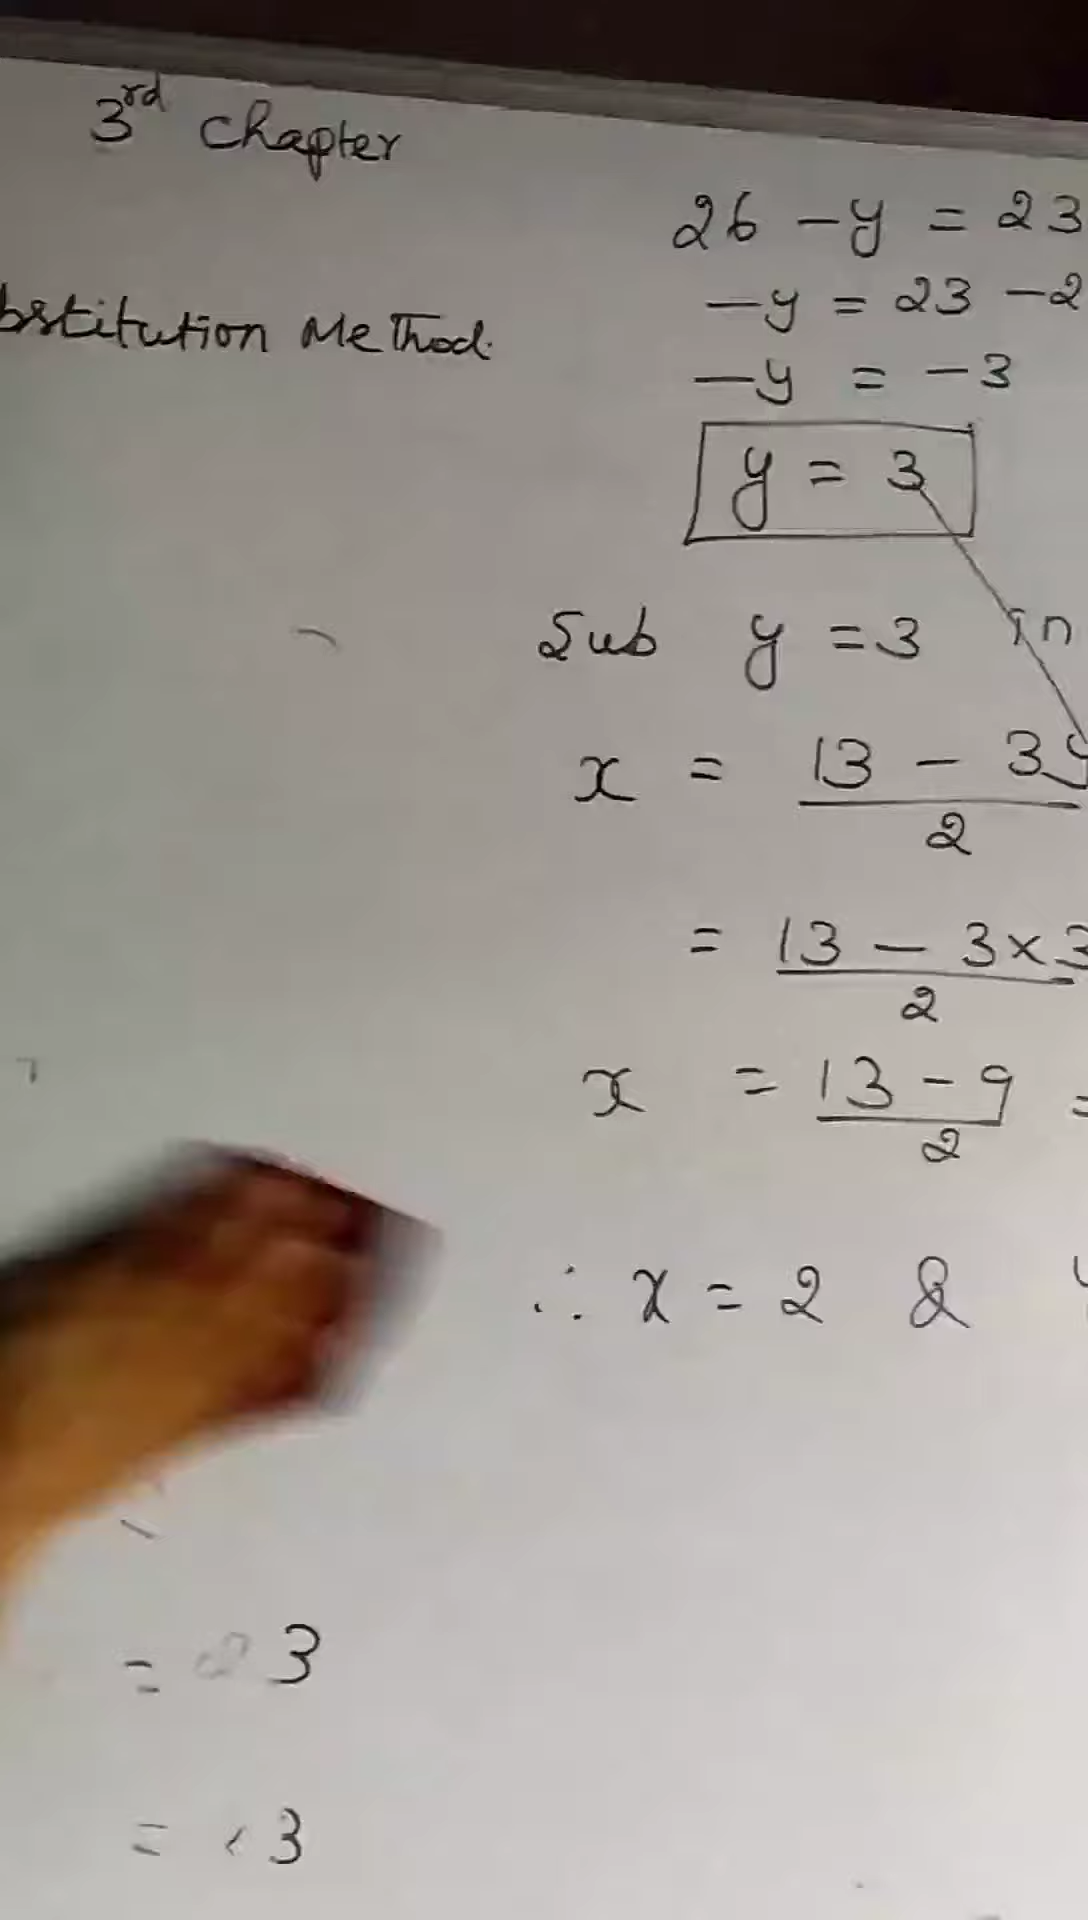 3rd chapter
bstitution Method.
26 - y = 23
-y = 23 - 2
-y = -3
y = 3
Sub y = 3 in
x = 13 - 3y
2
= 13 - 3x3
2
x = 13 - 9 =
2
∴ x = 2 &
= 3
= 3